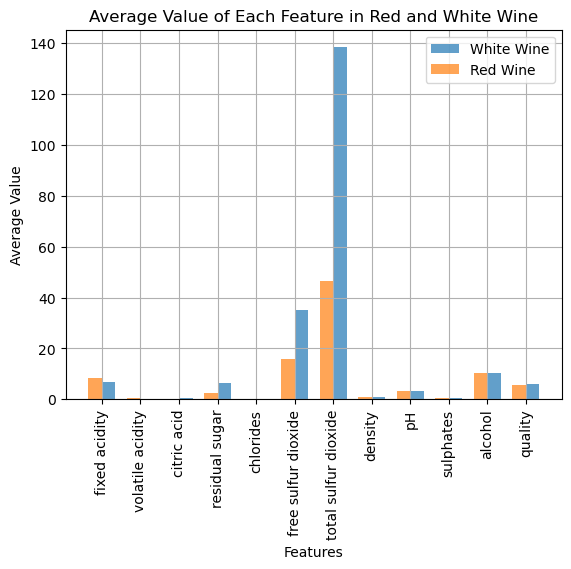 Average Value of Each Feature in Red and White Wine
White Wine
Red Wine
Average Value
140
120
100
80
60
40
20
0
fixed acidity
volatile acidity
citric acid
residual sugar
chlorides
free sulfur dioxide
total sulfur dioxide
density
pH
sulphates
alcohol
quality
Features